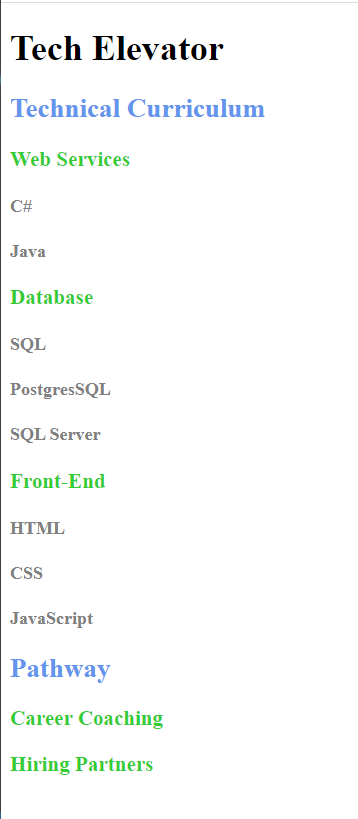 Tech Elevator
Technical Curriculum
Web Services
C#
Java
Database
SQL
PostgresSQL
SQL Server
Front-End
HTML
CSS
JavaScript
Pathway
Career Coaching
Hiring Partners